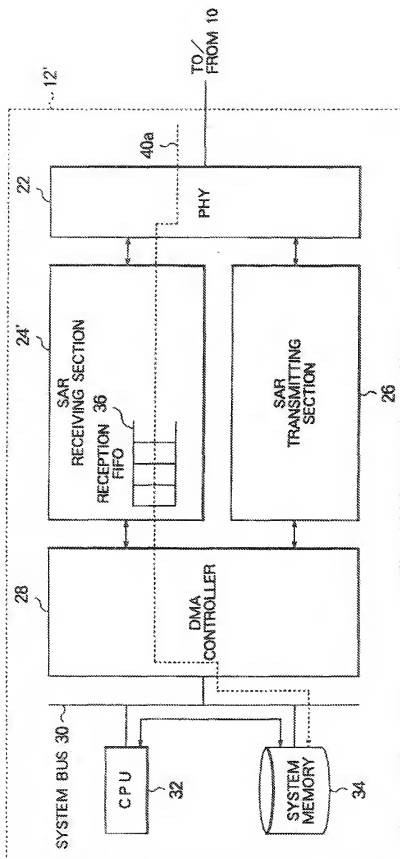 12'
22
24'
28
SYSTEM BUS 30
40a
TO/
FROM 10
PHY
SAR
RECEIVING SECTION
RECEPTION 36
FIFO
SAR
TRANSMITTING
SECTION
26
DMA
CONTROLLER
CPU
32
SYSTEM
MEMORY
34